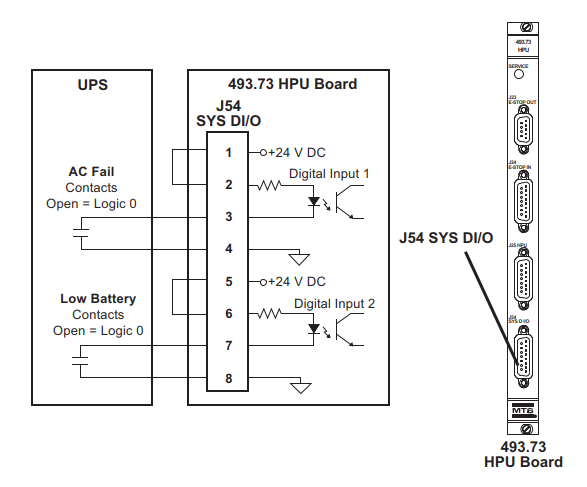 UPS
AC Fail
Contacts
Open = Logic 0
Low Battery
Contacts
Open = Logic 0
493.73 HPU Board
J54
SYS DI/O
1
+24 V DC
Digital Input 1
2
3
4
5
+24 V DC
Digital Input 2
6
7
8
J54 SYS DI/O
493.73
HPU
SERVICE
J23
E-STOP OUT
J24
E-STOP IN
J25 HPU
J54
SYS DI/O
MTS
493.73
HPU Board